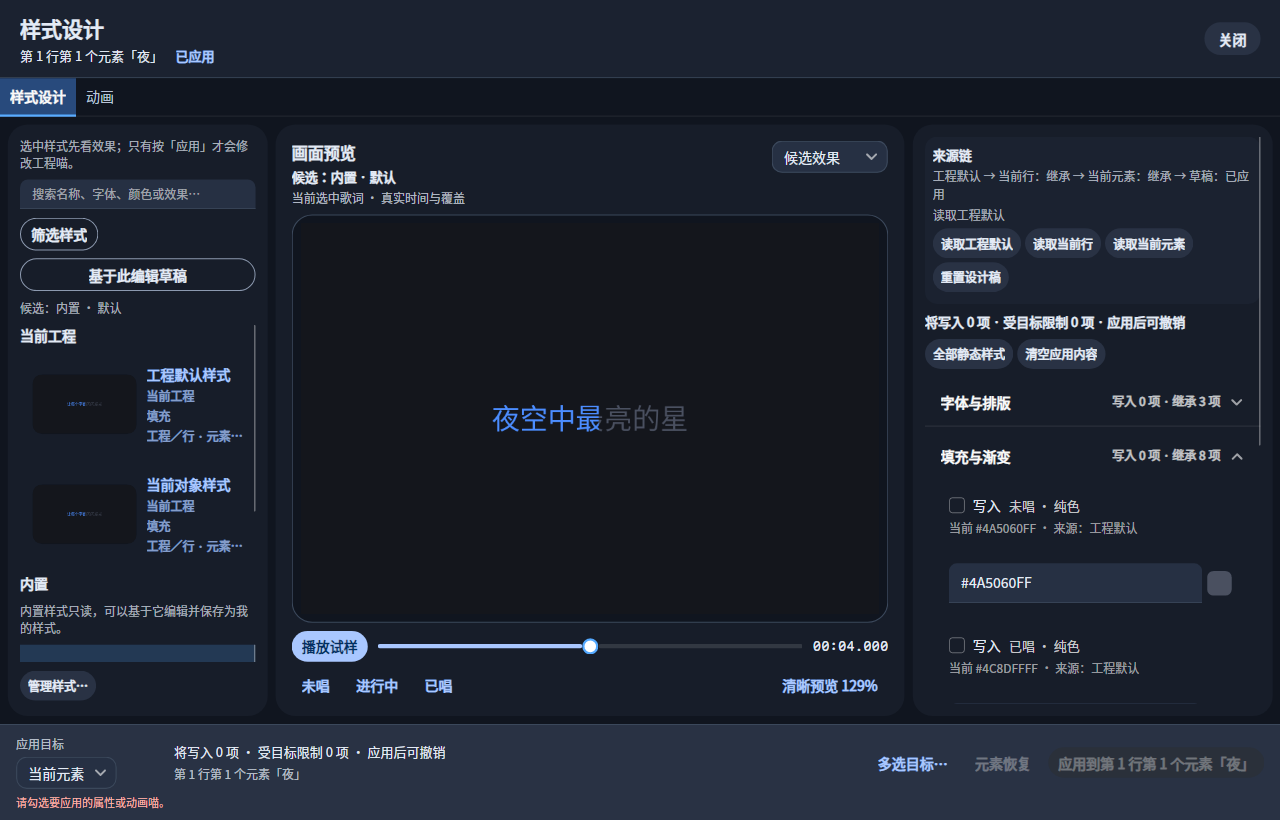 样式设计
第 1 行第 1 个元素「夜」 已应用
关闭
样式设计 动画
选中样式先看效果；只有按「应用」才会修
改工程喵。
搜索名称、字体、颜色或效果…
筛选样式
基于此编辑草稿
候选：内置 · 默认
当前工程
工程默认样式
当前工程
填充
工程／行 · 元素…
当前对象样式
当前工程
填充
工程／行 · 元素…
内置
内置样式只读，可以基于它编辑并保存为我
的样式。
管理样式…
画面预览
候选：内置 · 默认
当前选中歌词 · 真实时间与覆盖
候选效果
夜空中最亮的星
播放试样
00:04.000
未唱 进行中 已唱
清晰预览 129%
来源链
工程默认 → 当前行：继承 → 当前元素：继承 → 草稿：已应
用
读取工程默认
读取工程默认 读取当前行 读取当前元素
重置设计稿
将写入 0 项 · 受目标限制 0 项 · 应用后可撤销
全部静态样式 清空应用内容
字体与排版 写入 0 项 · 继承 3 项
填充与渐变 写入 0 项 · 继承 8 项
写入 未唱 · 纯色
当前 #4A5060FF · 来源：工程默认
#4A5060FF
写入 已唱 · 纯色
当前 #4C8DFFFF · 来源：工程默认
应用目标
当前元素
请勾选要应用的属性或动画喵。
将写入 0 项 · 受目标限制 0 项 · 应用后可撤销
第 1 行第 1 个元素「夜」
多选目标… 元素恢复 应用到第 1 行第 1 个元素「夜」